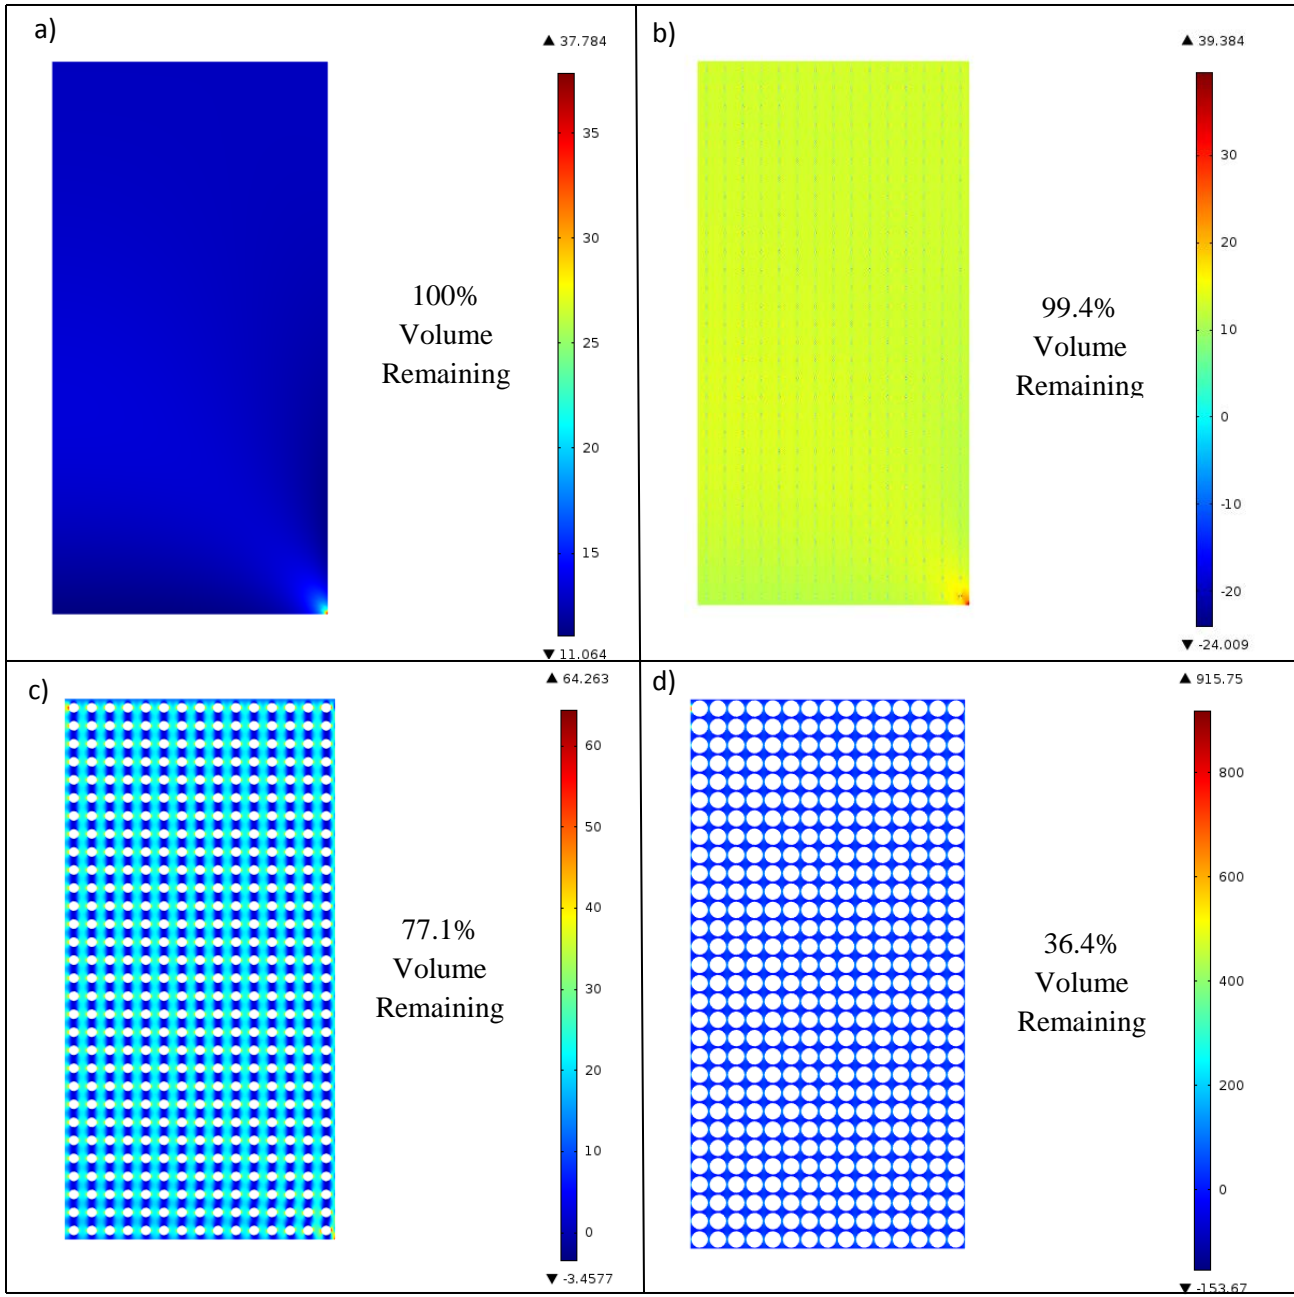 a)
▲ 37.784
35
30
25
20
15
▼ 11.064
100%
Volume
Remaining
b)
▲ 39.384
30
20
10
0
-10
-20
▼ -24.009
99.4%
Volume
Remaining
c)
▲ 64.263
60
50
40
30
20
10
0
▼ -3.4577
77.1%
Volume
Remaining
d)
▲ 915.75
800
600
400
200
0
▼ -153.67
36.4%
Volume
Remaining